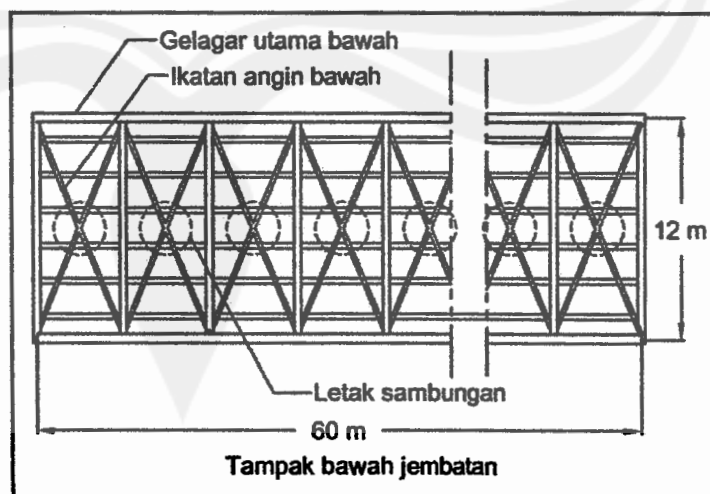 Gelagar utama bawah
Ikatan angin bawah
12 m
Letak sambungan
60 m
Tampak bawah jembatan